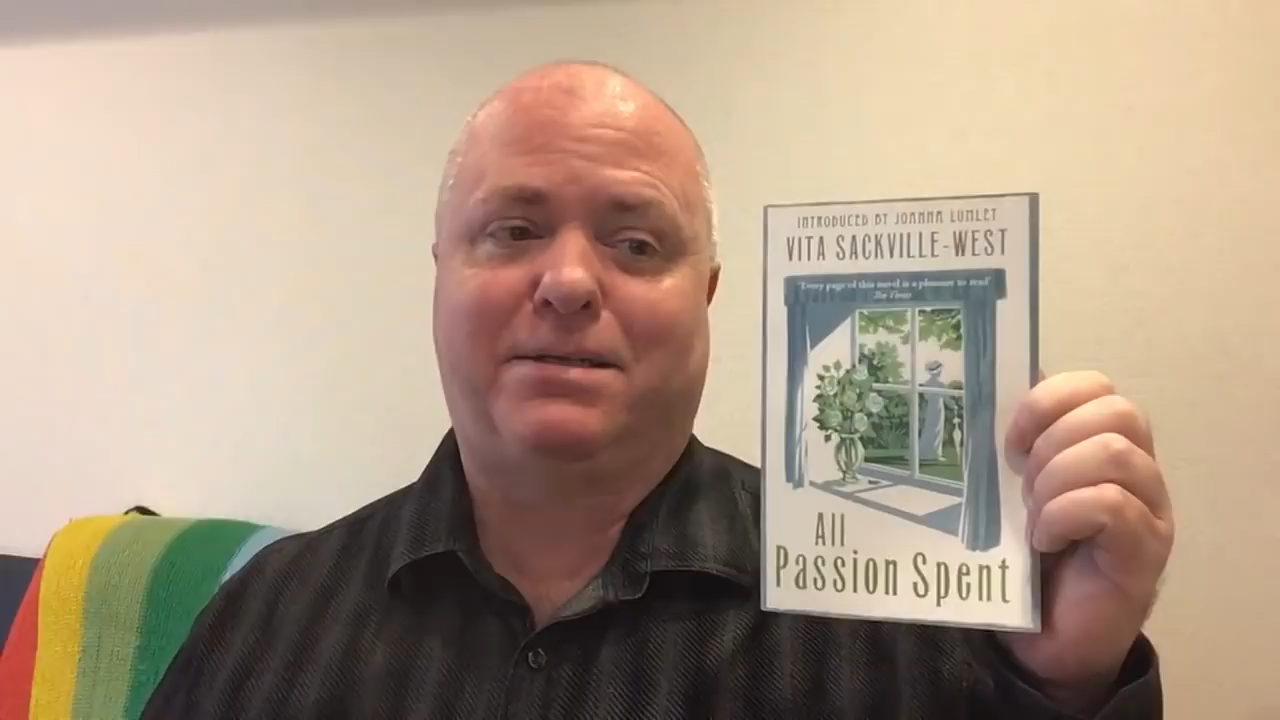 INTRODUCED BY JOANNA LUMLEY
VITA SACKVILLE-WEST
'Every page of this novel is a pleasure to read'
The Times
All
Passion Spent